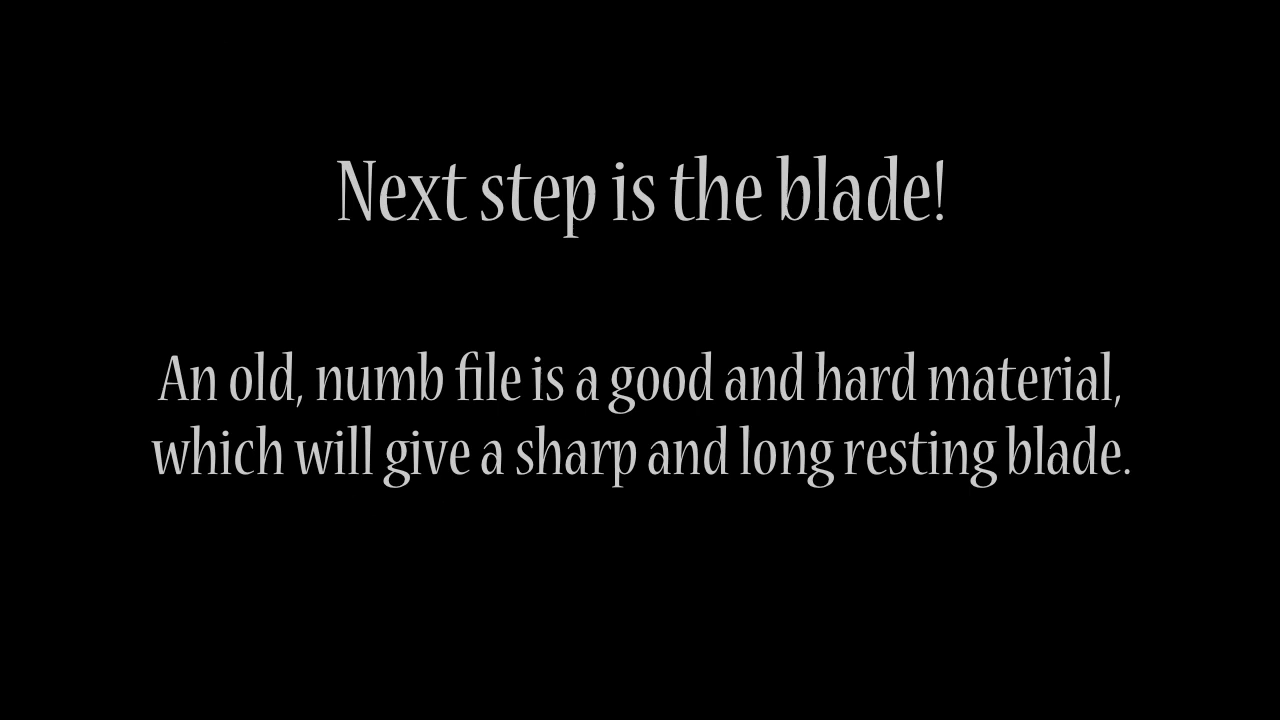 Next step is the blade!
An old, numb file is a good and hard material,
which will give a sharp and long resting blade.